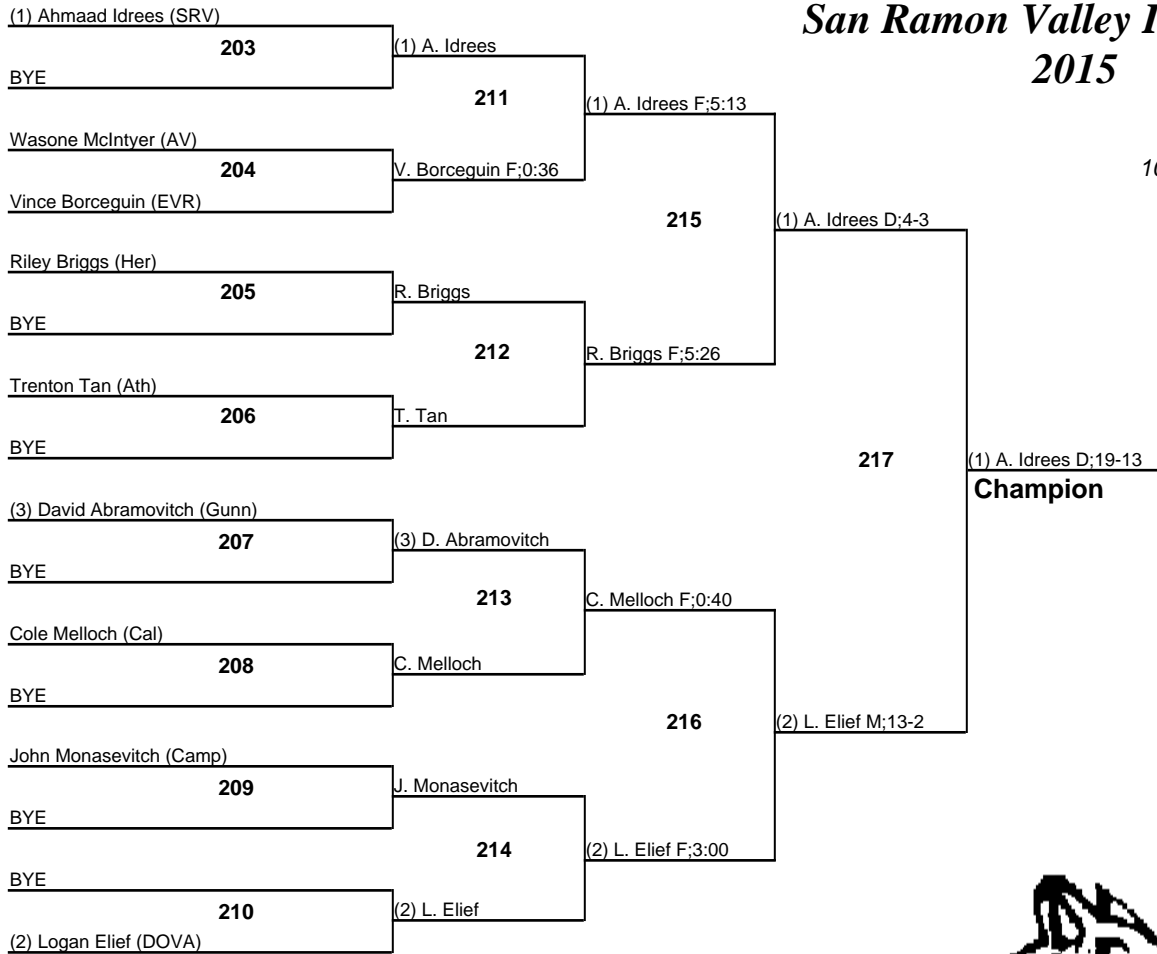 San Ramon Valley
2015
(1) Ahmaad Idrees (SRV)
203
BYE
(1) A. Idrees
211
Wasone McIntyer (AV)
204
Vince Borceguin (EVR)
V. Borceguin F;0:36
(1) A. Idrees F;5:13
215
Riley Briggs (Her)
205
BYE
R. Briggs
212
Trenton Tan (Ath)
206
BYE
T. Tan
R. Briggs F;5:26
(1) A. Idrees D;4-3
217
(3) David Abramovitch (Gunn)
207
BYE
(3) D. Abramovitch
213
Cole Melloch (Cal)
208
BYE
C. Melloch
C. Melloch F;0:40
216
John Monasevitch (Camp)
209
BYE
J. Monasevitch
214
BYE
210
(2) Logan Elief (DOVA)
(2) L. Elief
(2) L. Elief F;3:00
(2) L. Elief M;13-2
(1) A. Idrees D;19-13
Champion